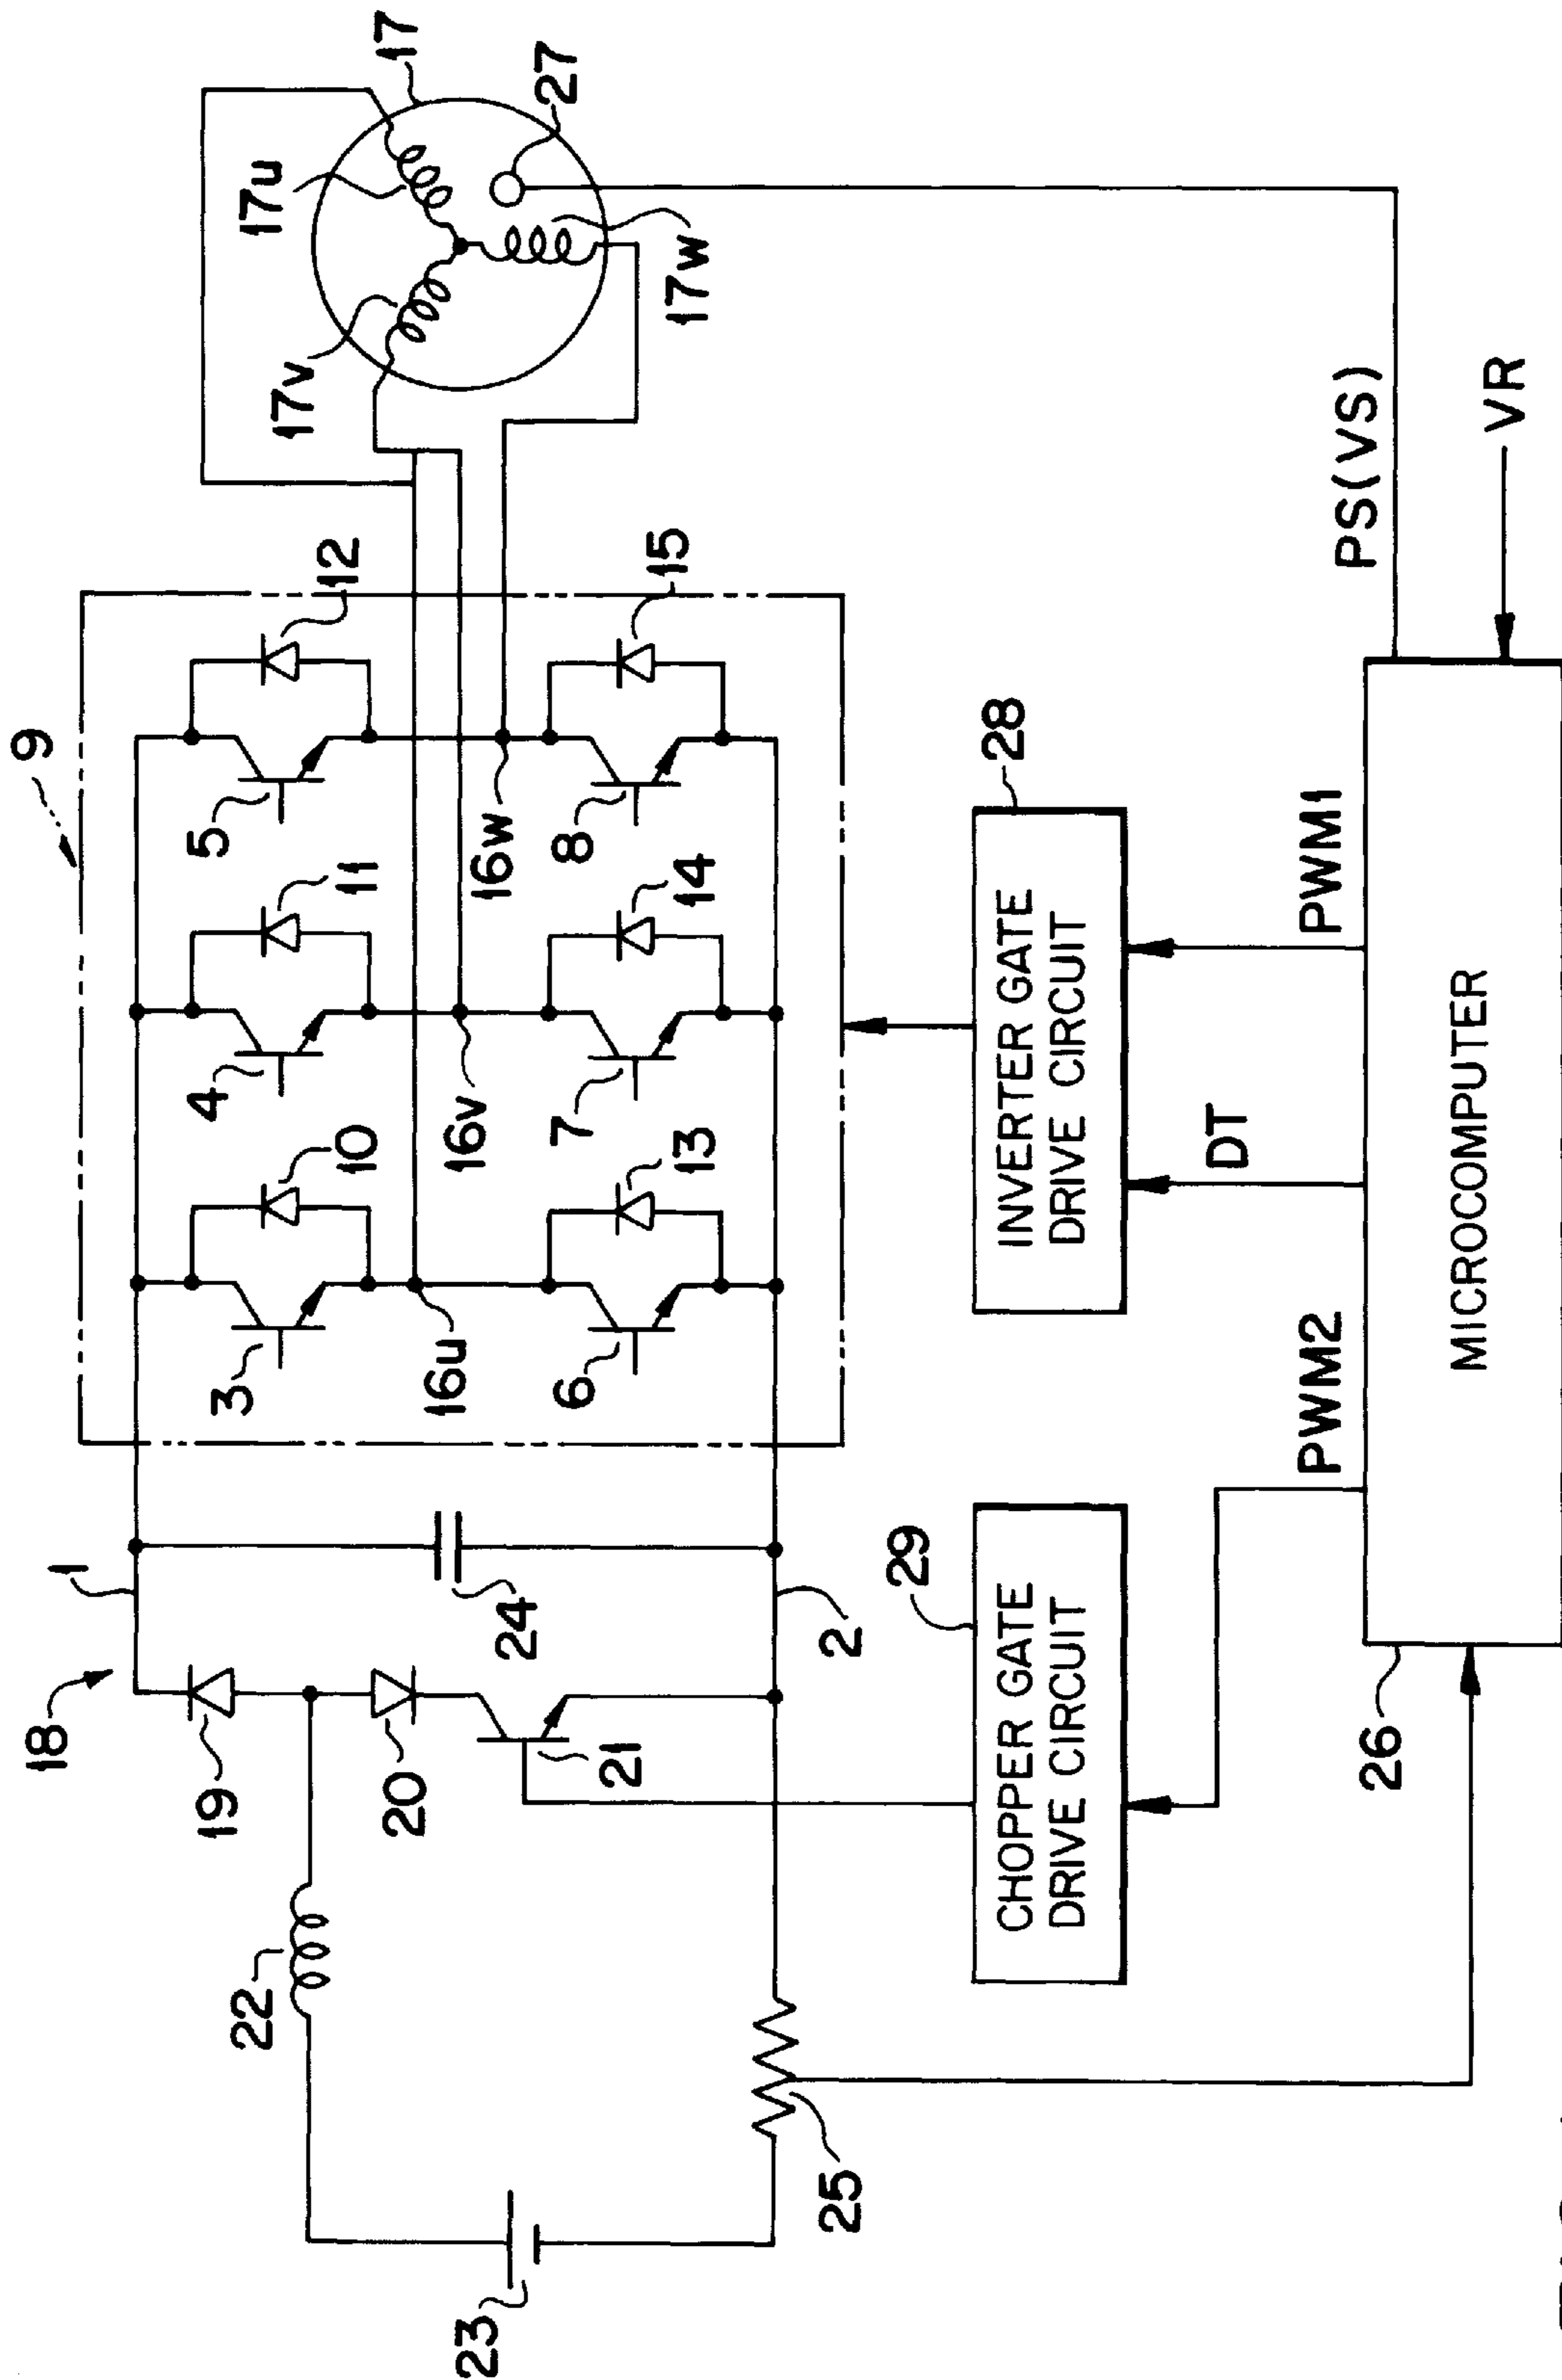 18
1
9
19
20
21
22
23
24
25
2
3
10
4
11
5
12
16u
16v
16w
6
13
7
14
8
15
17
17u
17v
17w
27
29
CHOPPER GATE
DRIVE CIRCUIT
28
INVERTER GATE
DRIVE CIRCUIT
PWM2
DT
PWM1
PS(VS)
VR
26
MICROCOMPUTER